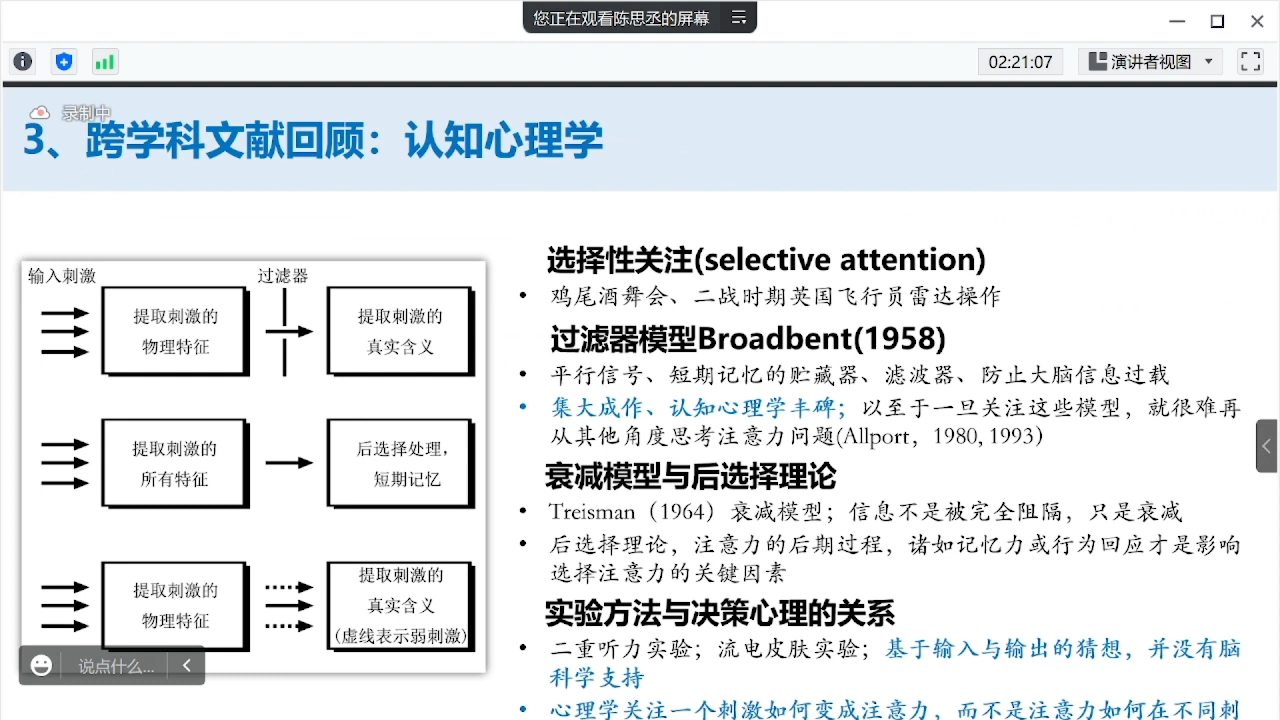 您正在观看陈思丞的屏幕
02:21:07
演讲者视图
录制中
3、跨学科文献回顾：认知心理学
输入刺激
过滤器
提取刺激的
物理特征
提取刺激的
真实含义
提取刺激的
所有特征
后选择处理，
短期记忆
提取刺激的
物理特征
提取刺激的
真实含义
(虚线表示弱刺激)
说点什么...
选择性关注(selective attention)
• 鸡尾酒舞会、二战时期英国飞行员雷达操作
过滤器模型Broadbent(1958)
• 平行信号、短期记忆的贮藏器、滤波器、防止大脑信息过载
• 集大成作、认知心理学丰碑；以至于一旦关注这些模型，就很难再
从其他角度思考注意力问题(Allport，1980, 1993)
衰减模型与后选择理论
• Treisman（1964）衰减模型；信息不是被完全阻隔，只是衰减
• 后选择理论，注意力的后期过程，诸如记忆力或行为回应才是影响
选择注意力的关键因素
实验方法与决策心理的关系
• 二重听力实验；流电皮肤实验；基于输入与输出的猜想，并没有脑
科学支持
• 心理学关注一个刺激如何变成注意力，而不是注意力如何在不同刺